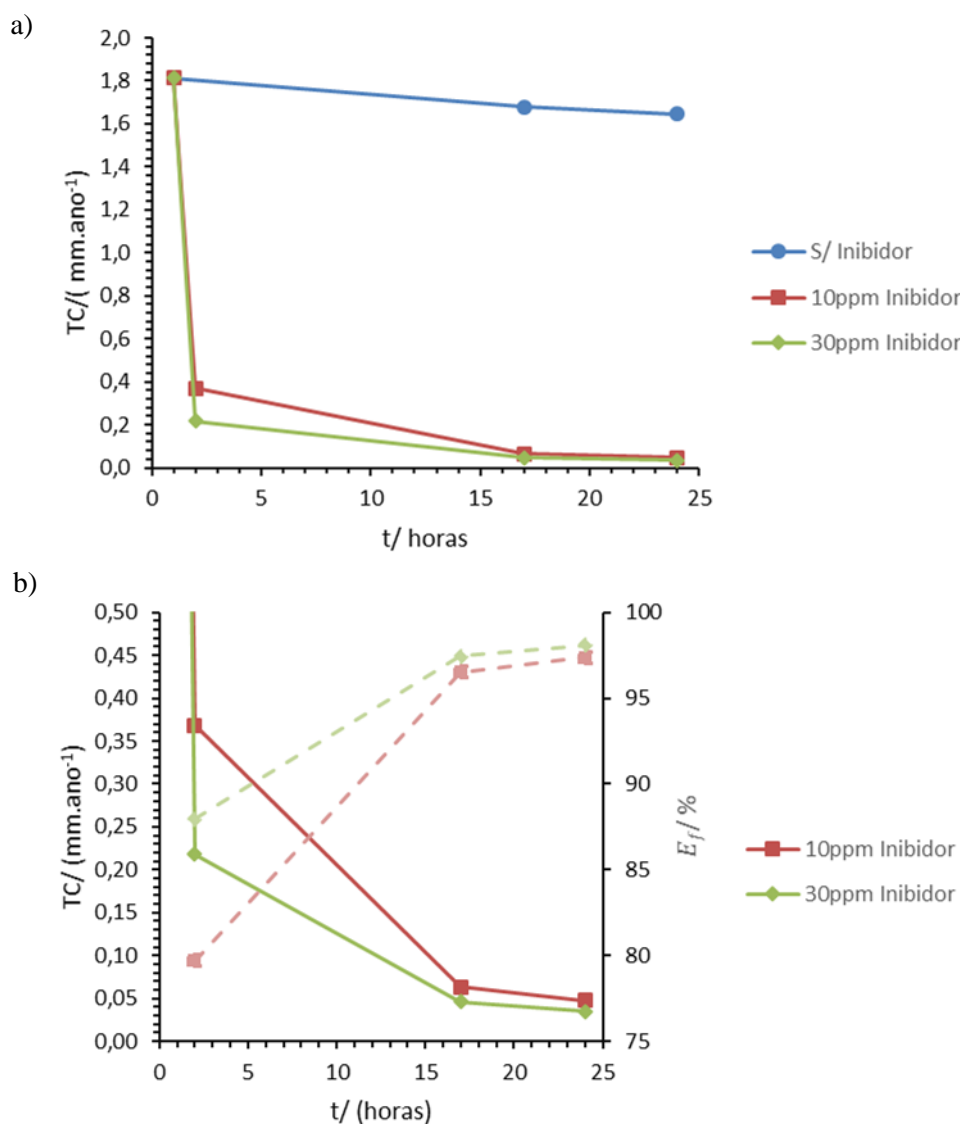 a)
2,0
1,8
1,6
1,4
1,2
1,0
0,8
0,6
0,4
0,2
0,0
TC/( mm.ano⁻¹)
0 5 10 15 20 25
t/ horas
S/ Inibidor
10ppm Inibidor
30ppm Inibidor
b)
0,50
0,45
0,40
0,35
0,30
0,25
0,20
0,15
0,10
0,05
0,00
TC/ (mm.ano⁻¹)
100
95
90
85
80
75
E_f/ %
0 5 10 15 20 25
t/ (horas)
10ppm Inibidor
30ppm Inibidor